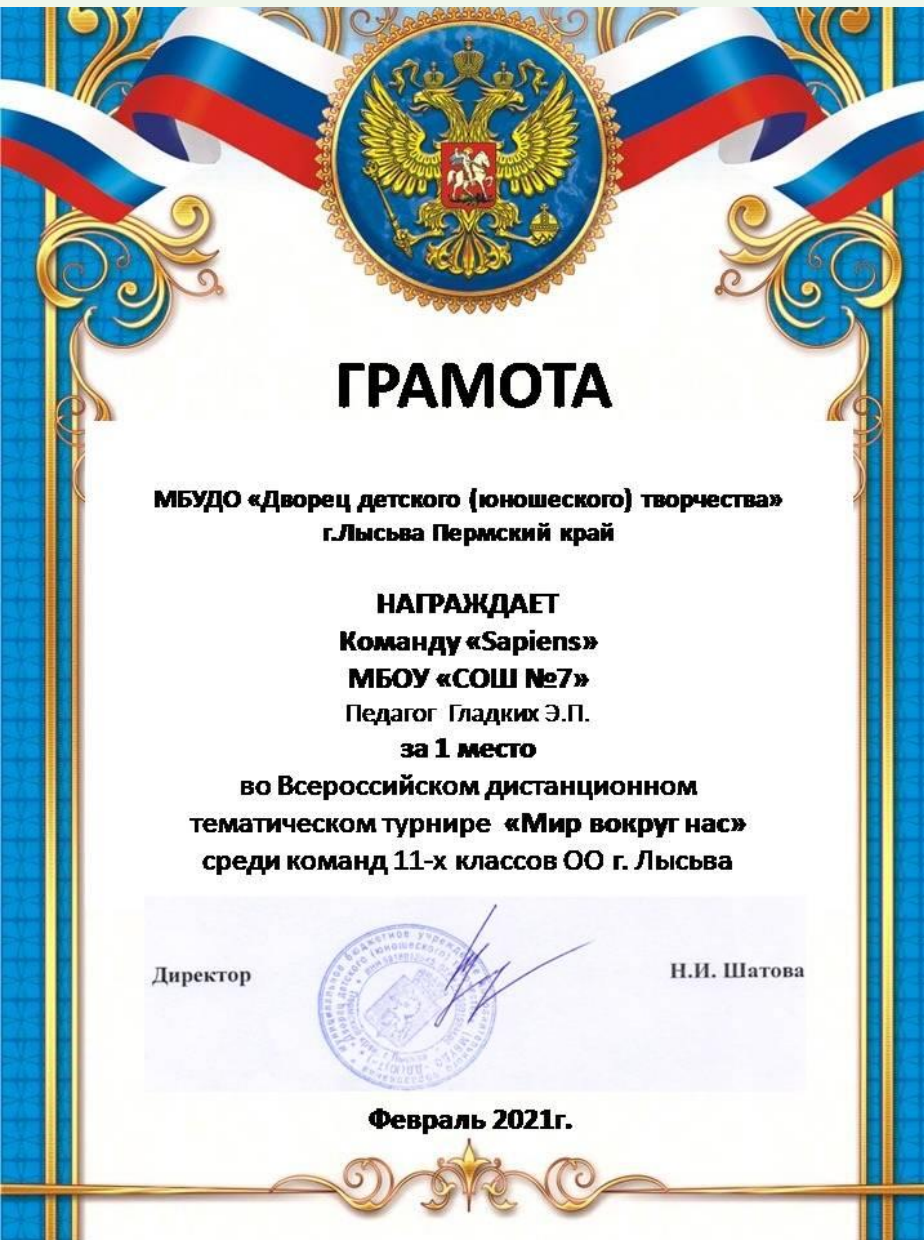 ГРАМОТА
МБУДО «Дворец детского (юношеского) творчества»
г.Лысьва Пермский край
НАГРАЖДАЕТ
Команду «Sapiens»
МБОУ «СОШ №7»
Педагог Гладких Э.П.
за 1 место
во Всероссийском дистанционном
тематическом турнире «Мир вокруг нас»
среди команд 11-х классов ОО г. Лысьва
Директор
Н.И. Шатова
Февраль 2021г.